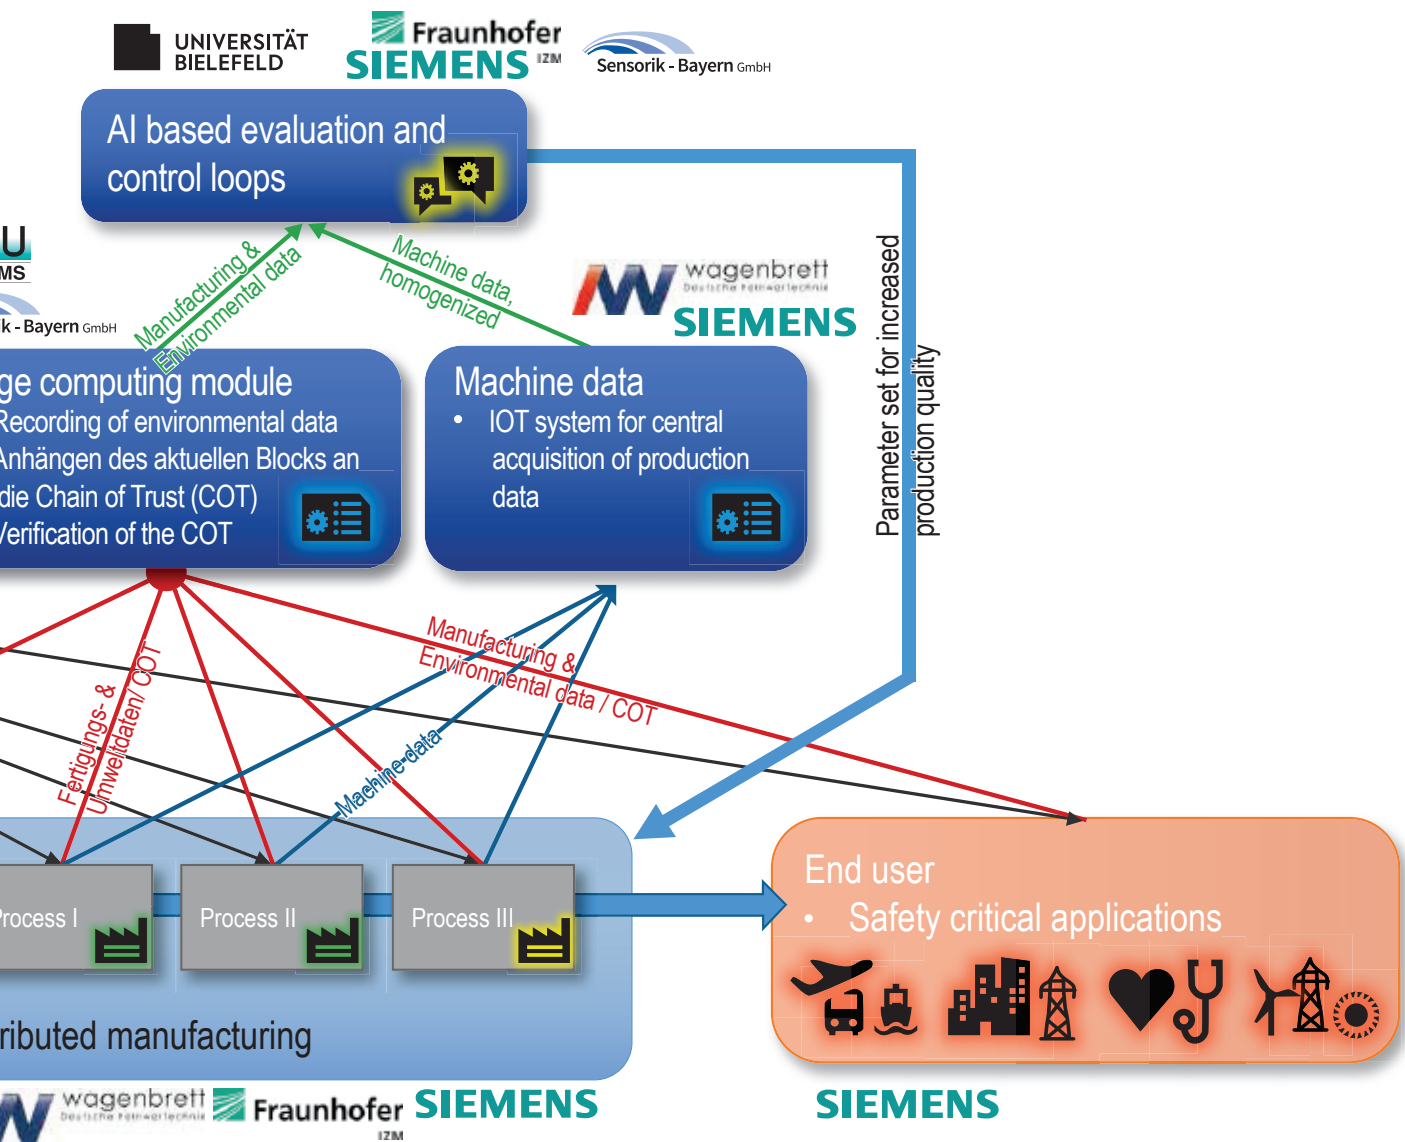 UNIVERSITÄT
BIELEFELD
Fraunhofer
IZM
SIEMENS
Sensorik - Bayern GmbH
AI based evaluation and
control loops
U
MS
k - Bayern GmbH
Manufacturing &
Environmental data
Machine data,
homogenized
wagenbrett
Deutsche Feinwerktechnik
SIEMENS
Parameter set for increased
production quality
ge computing module
Recording of environmental data
Anhängen des aktuellen Blocks an
die Chain of Trust (COT)
Verification of the COT
Machine data
• IOT system for central
acquisition of production
data
Fertigungs- &
Umweltdaten/ COT
Manufacturing &
Environmental data / COT
Machine-data
Process I
Process II
Process III
ributed manufacturing
End user
• Safety critical applications
wagenbrett
Deutsche Feinwerktechnik
Fraunhofer
IZM
SIEMENS
SIEMENS